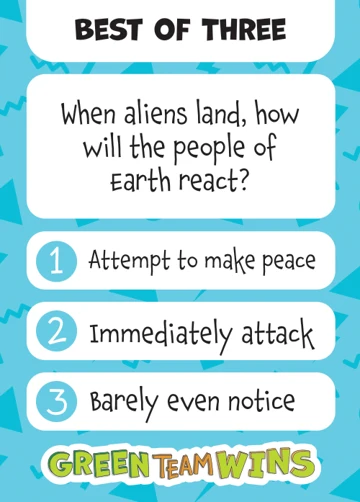 BEST OF THREE
When aliens land, how
will the people of
Earth react?
1 Attempt to make peace
2 Immediately attack
3 Barely even notice
GREEN TEAM WINS